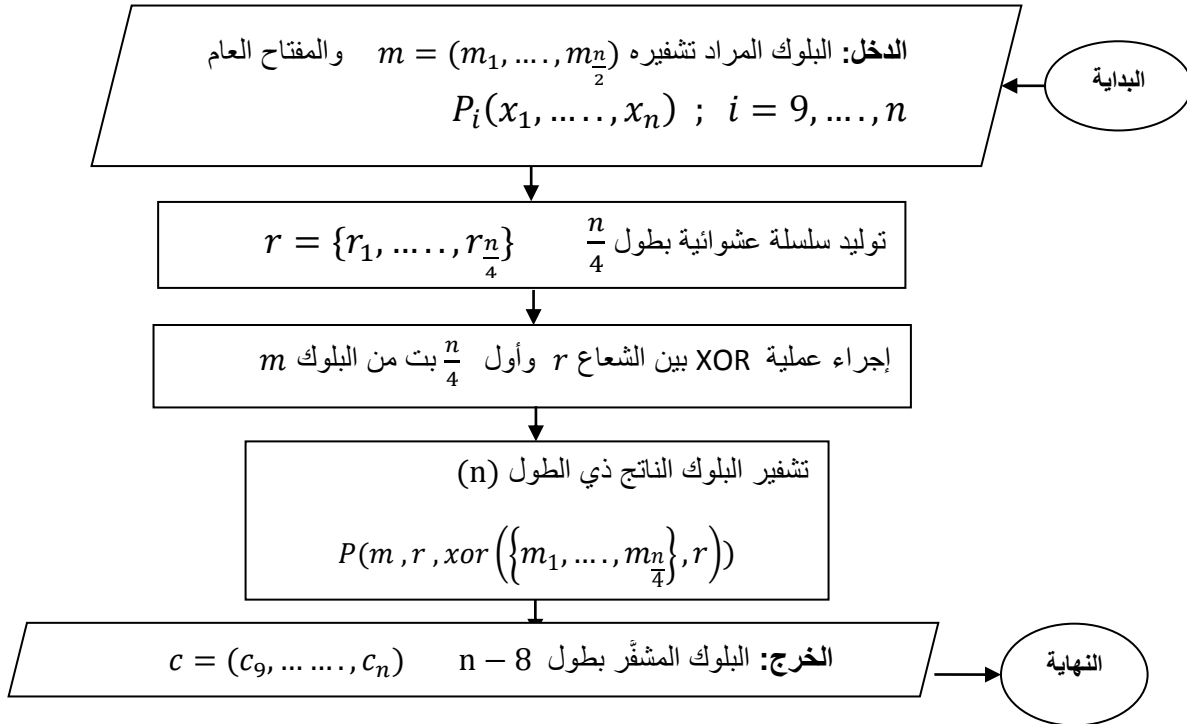 البداية
الدخل: البلوك المراد تشفيره m = (m_1, …., m_{n/2}) والمفتاح العام
P_i(x_1, ….., x_n) ; i = 9, …., n
توليد سلسلة عشوائية بطول n/4 r = {r_1, ….., r_{n/4}}
إجراء عملية XOR بين الشعاع r وأول n/4 بت من البلوك m
تشفير البلوك الناتج ذي الطول (n)
P(m , r , xor({m_1, …., m_{n/4}}, r))
الخرج: البلوك المشفَّر بطول n − 8 c = (c_9, … …., c_n)
النهاية